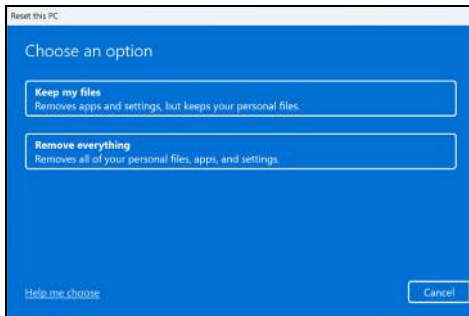 Reset this PC
Choose an option
Keep my files
Removes apps and settings, but keeps your personal files.
Remove everything
Removes all of your personal files, apps, and settings.
Help me choose
Cancel